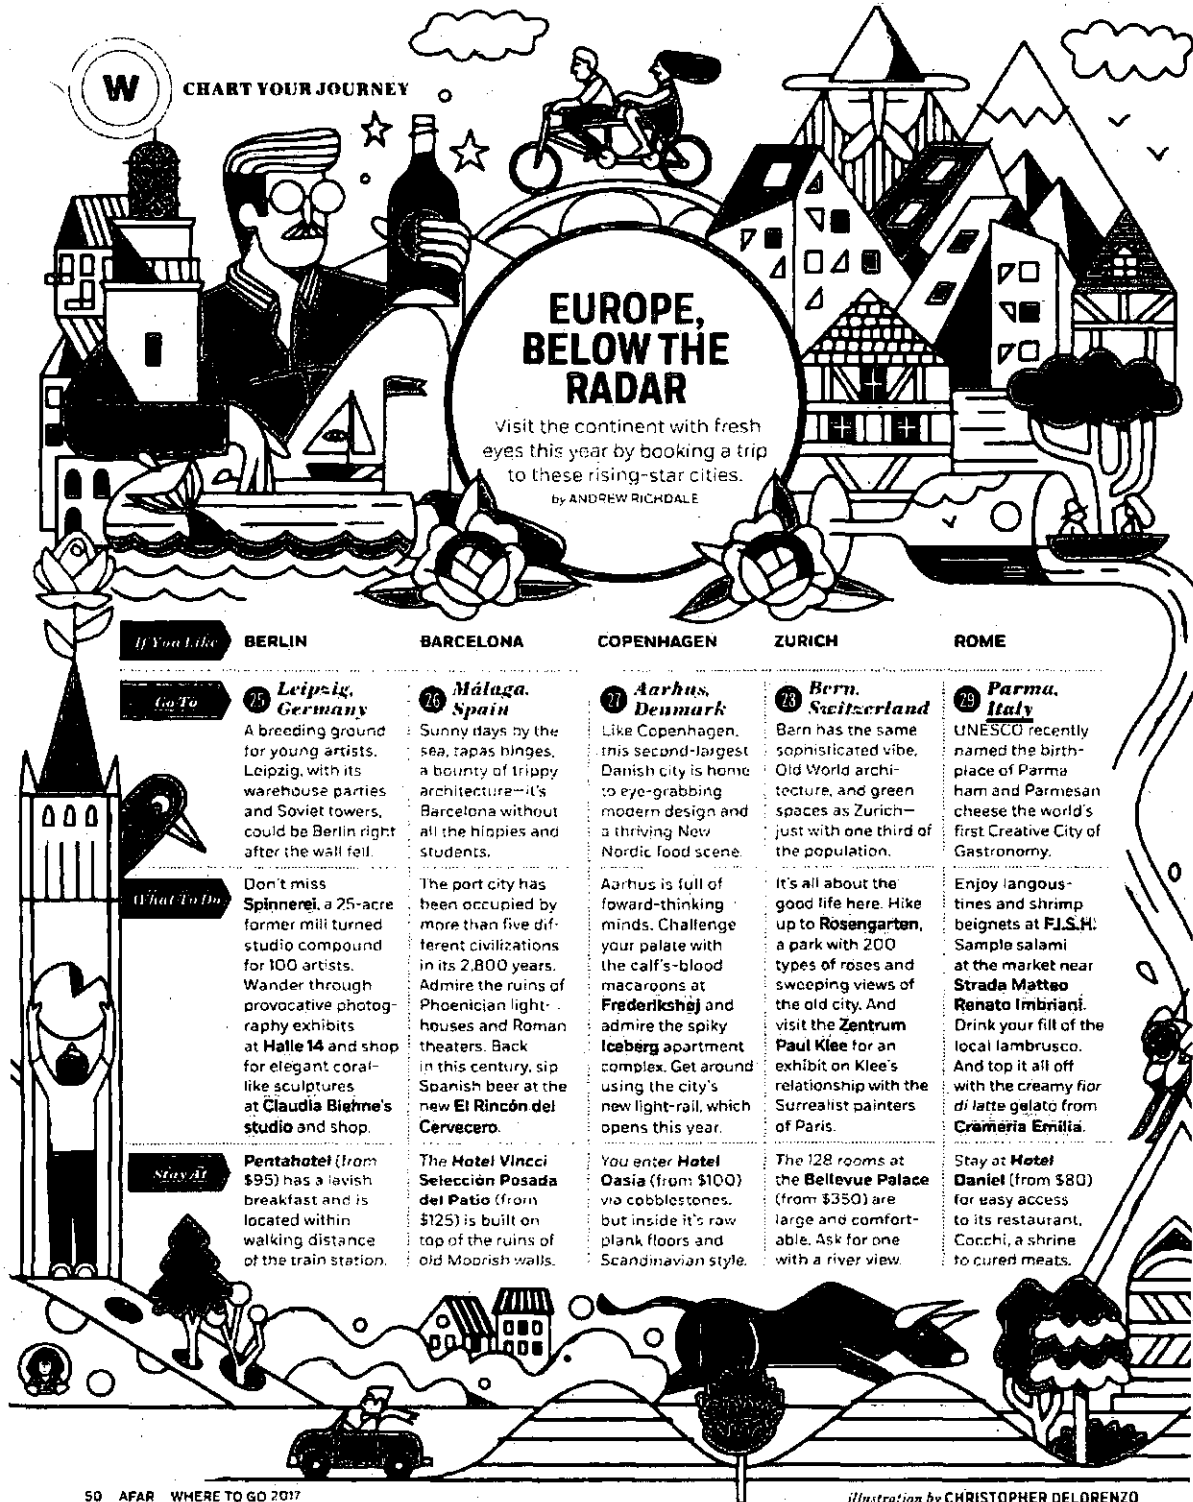 W
CHART YOUR JOURNEY
EUROPE,
BELOW THE
RADAR
Visit the continent with fresh
eyes this year by booking a trip
to these rising-star cities.
by ANDREW RICHDALE
If You Like
BERLIN
BARCELONA
COPENHAGEN
ZURICH
ROME
Go To
25 Leipzig,
Germany
A breeding ground
for young artists,
Leipzig, with its
warehouse parties
and Soviet towers,
could be Berlin right
after the wall fell.
26 Málaga,
Spain
Sunny days by the
sea, tapas binges,
a bounty of trippy
architecture—it's
Barcelona without
all the hippies and
students.
27 Aarhus,
Denmark
Like Copenhagen,
this second-largest
Danish city is home
to eye-grabbing
modern design and
a thriving New
Nordic food scene.
28 Bern,
Switzerland
Bern has the same
sophisticated vibe,
Old World archi-
tecture, and green
spaces as Zurich—
just with one third of
the population.
29 Parma,
Italy
UNESCO recently
named the birth-
place of Parma
ham and Parmesan
cheese the world's
first Creative City of
Gastronomy.
What To Do
Don't miss
Spinnerei, a 25-acre
former mill turned
studio compound
for 100 artists.
Wander through
provocative photog-
raphy exhibits
at Halle 14 and shop
for elegant coral-
like sculptures
at Claudia Biehne's
studio and shop.
The port city has
been occupied by
more than five dif-
ferent civilizations
in its 2,800 years.
Admire the ruins of
Phoenician light-
houses and Roman
theaters. Back
in this century, sip
Spanish beer at the
new El Rincón del
Cervecero.
Aarhus is full of
foward-thinking
minds. Challenge
your palate with
the calf's-blood
macaroons at
Frederikshøj and
admire the spiky
Iceberg apartment
complex. Get around
using the city's
new light-rail, which
opens this year.
It's all about the
good life here. Hike
up to Rosengarten,
a park with 200
types of roses and
sweeping views of
the old city. And
visit the Zentrum
Paul Klee for an
exhibit on Klee's
relationship with the
Surrealist painters
of Paris.
Enjoy langous-
tines and shrimp
beignets at F.I.S.H.
Sample salami
at the market near
Strada Matteo
Renato Imbriani.
Drink your fill of the
local lambrusco.
And top it all off
with the creamy fior
di latte gelato from
Crameria Emilia.
Stay At
Pentahotel (from
$95) has a lavish
breakfast and is
located within
walking distance
of the train station.
The Hotel Vincci
Selección Posada
del Patio (from
$125) is built on
top of the ruins of
old Moorish walls.
You enter Hotel
Oasia (from $100)
via cobblestones,
but inside it's raw
plank floors and
Scandinavian style.
The 128 rooms at
the Bellevue Palace
(from $350) are
large and comfort-
able. Ask for one
with a river view.
Stay at Hotel
Daniel (from $80)
for easy access
to its restaurant,
Cocchi, a shrine
to cured meats.
50 AFAR WHERE TO GO 2017
illustration by CHRISTOPHER DELORENZO